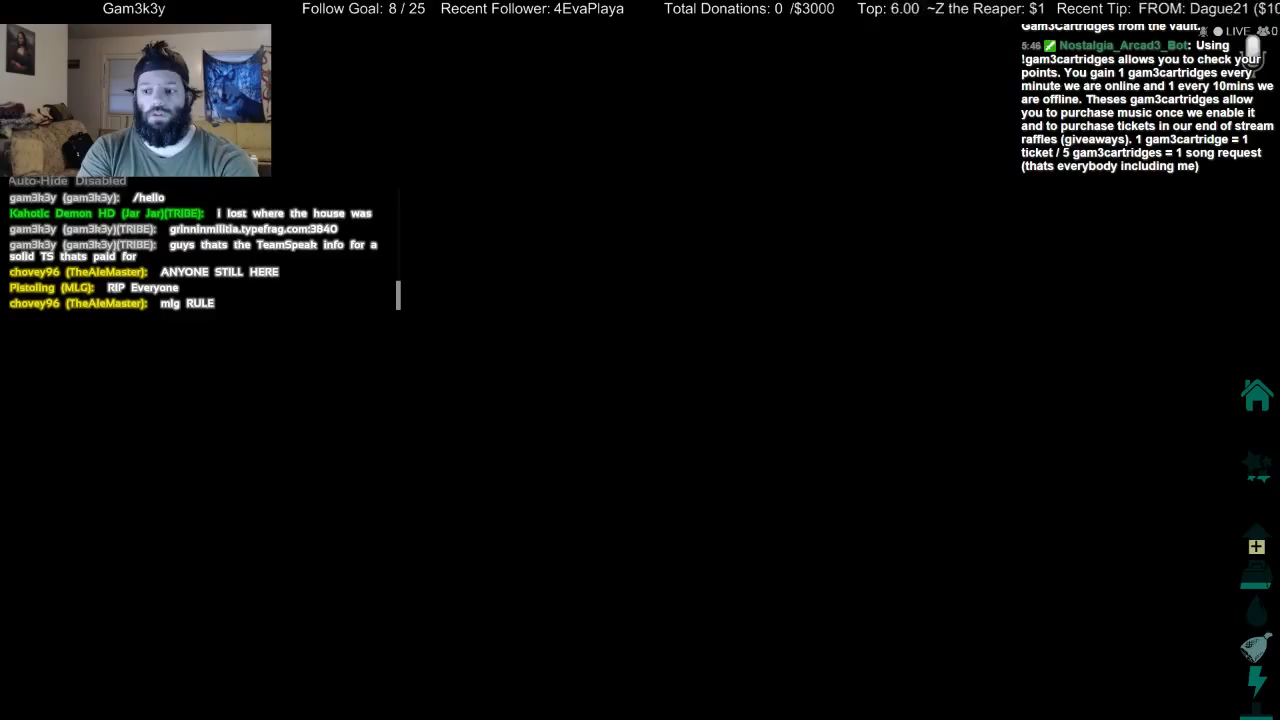 Gam3k3y
Follow Goal: 8 / 25
Recent Follower: 4EvaPlaya
Total Donations: 0 /$3000
Top: 6.00 ~Z the Reaper: $1
Recent Tip: FROM: Dague21 ($10
Gam3Cartridges from the vault.
LIVE 0
5:46 Nostalgia_Arcad3_Bot: Using
!gam3cartridges allows you to check your
points. You gain 1 gam3cartridges every
minute we are online and 1 every 10mins we
are offline. Theses gam3cartridges allow
you to purchase music once we enable it
and to purchase tickets in our end of stream
raffles (giveaways). 1 gam3cartridge = 1
ticket / 5 gam3cartridges = 1 song request
(thats everybody including me)
Auto-Hide Disabled
gam3k3y (gam3k3y): /hello
Kahotic Demon HD (Jar Jar)(TRIBE): i lost where the house was
gam3k3y (gam3k3y)(TRIBE): grinninmilitia.typefrag.com:3840
gam3k3y (gam3k3y)(TRIBE): guys thats the TeamSpeak info for a
solid TS thats paid for
chovey96 (TheAleMaster): ANYONE STILL HERE
Pistoling (MLG): RIP Everyone
chovey96 (TheAleMaster): mlg RULE